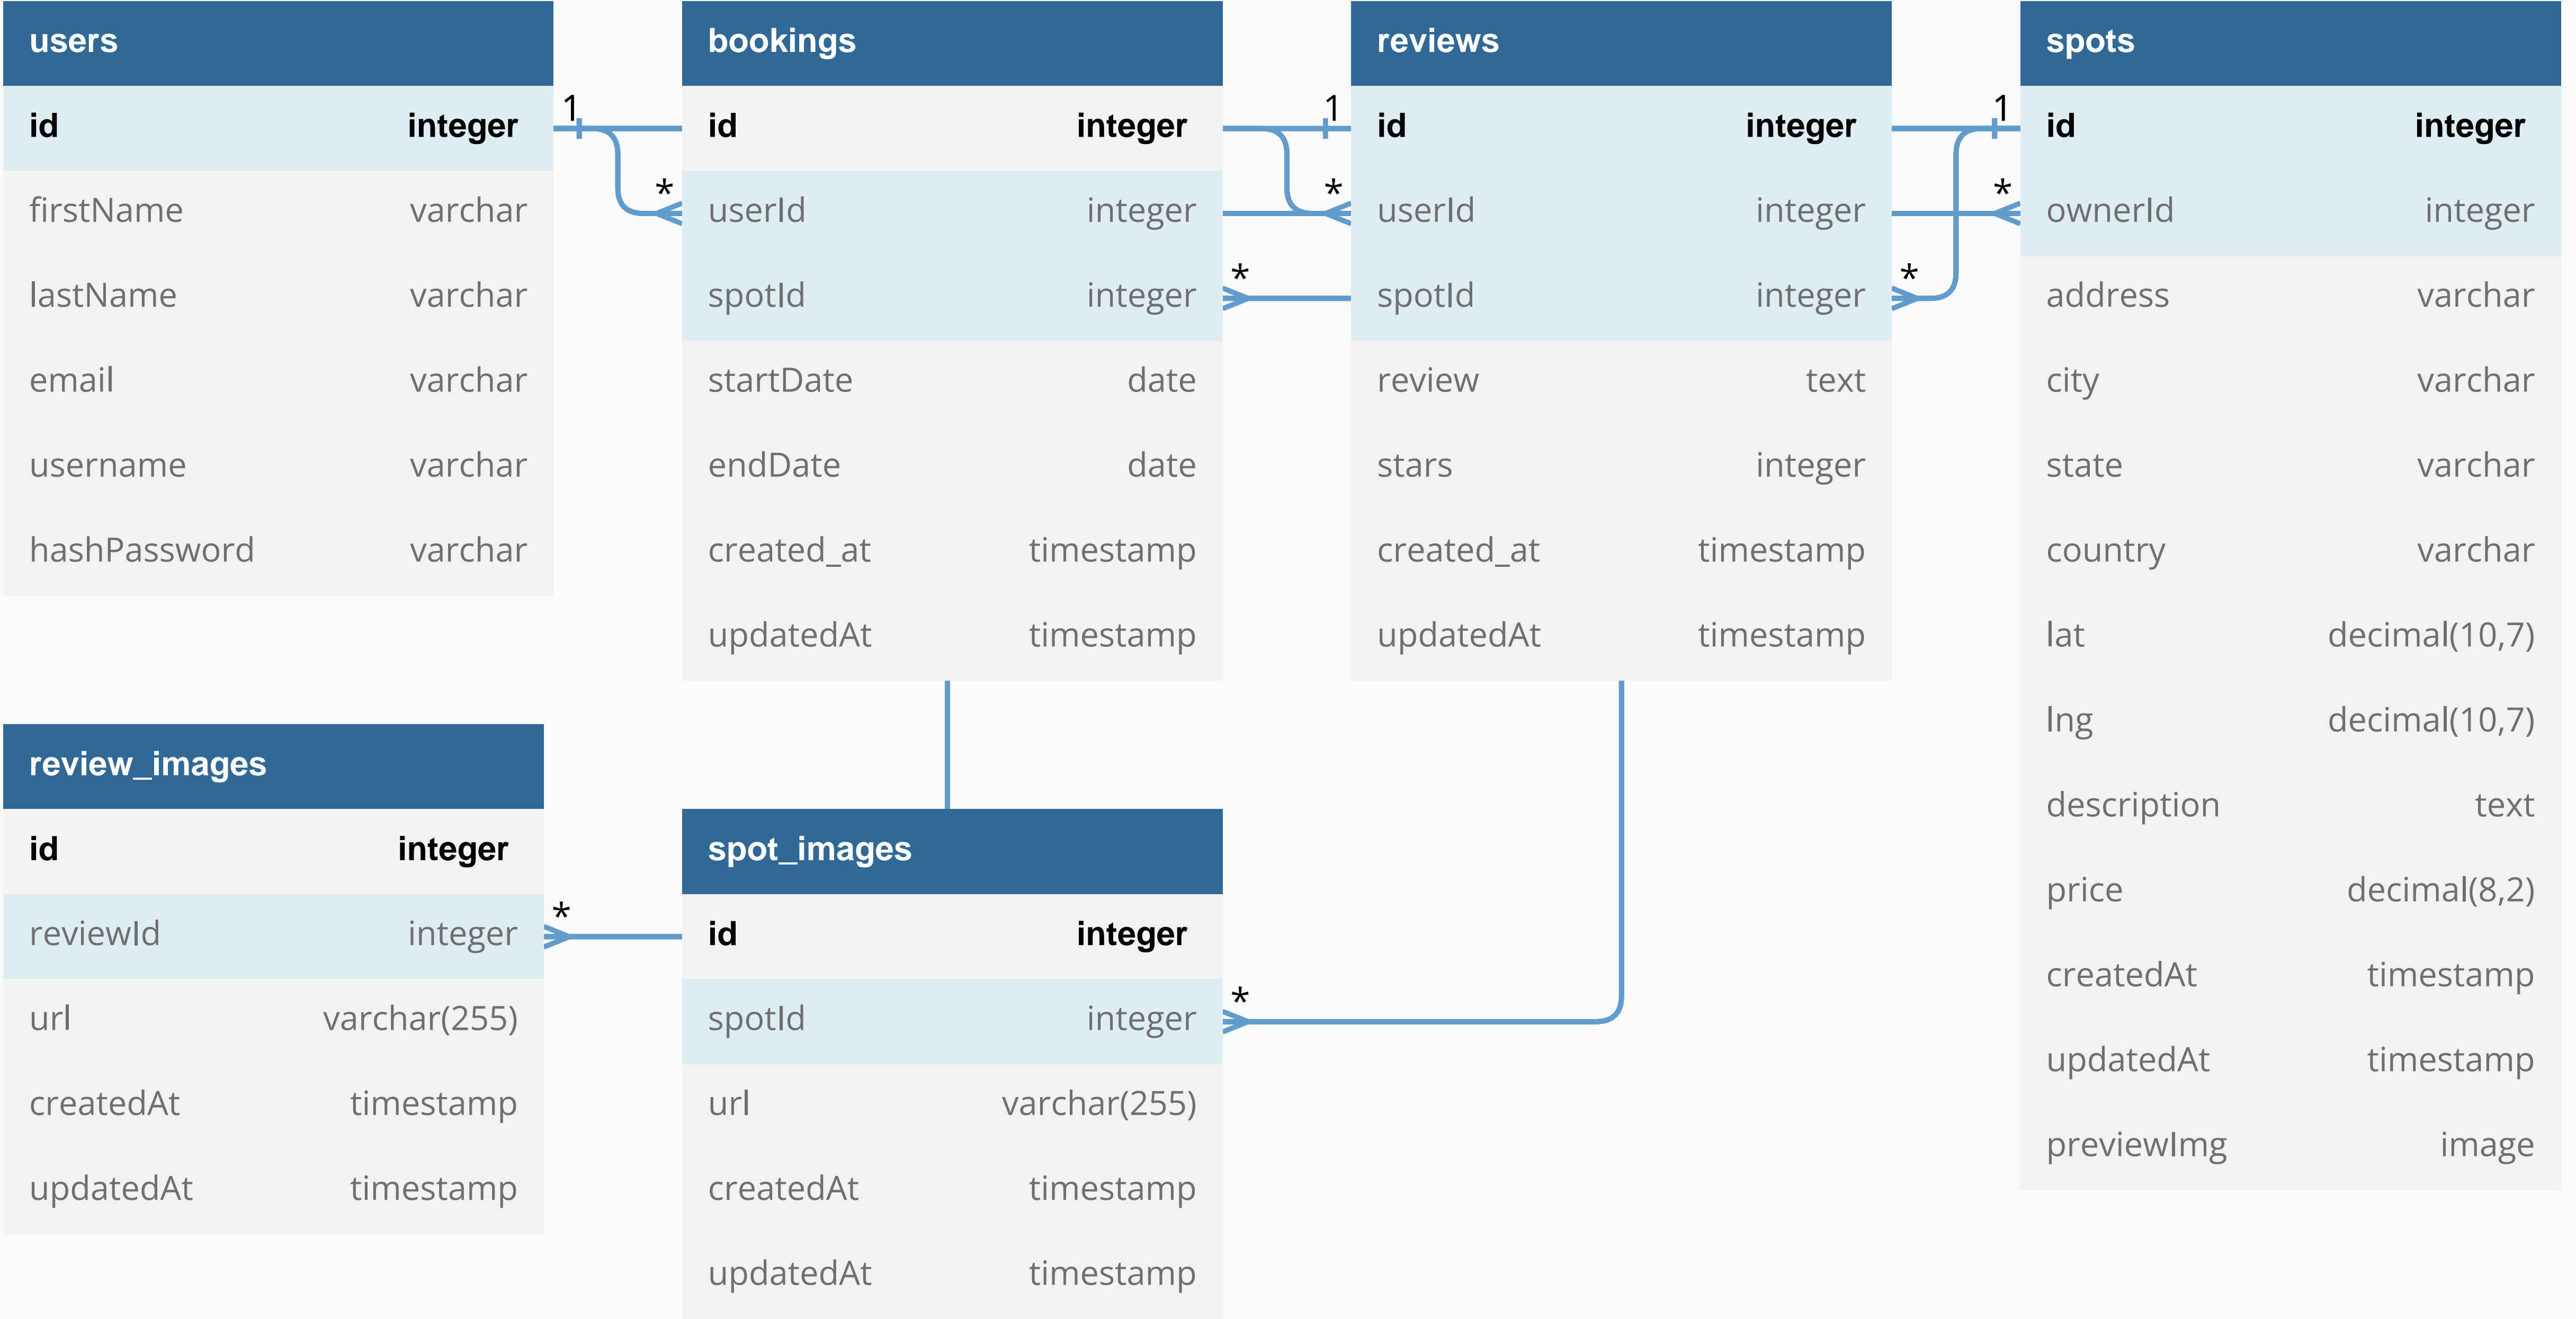 users
id integer
firstName varchar
lastName varchar
email varchar
username varchar
hashPassword varchar
bookings
id integer
userId integer
spotId integer
startDate date
endDate date
created_at timestamp
updatedAt timestamp
reviews
id integer
userId integer
spotId integer
review text
stars integer
created_at timestamp
updatedAt timestamp
spots
id integer
ownerId integer
address varchar
city varchar
state varchar
country varchar
lat decimal(10,7)
lng decimal(10,7)
description text
price decimal(8,2)
createdAt timestamp
updatedAt timestamp
previewImg image
review_images
id integer
reviewId integer
url varchar(255)
createdAt timestamp
updatedAt timestamp
spot_images
id integer
spotId integer
url varchar(255)
createdAt timestamp
updatedAt timestamp
1
*
1
*
*
1
*
*
*
*